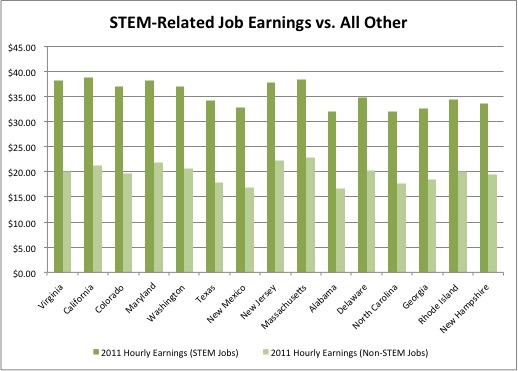 STEM-Related Job Earnings vs. All Other
$45.00
$40.00
$35.00
$30.00
$25.00
$20.00
$15.00
$10.00
$5.00
$0.00
Virginia
California
Colorado
Maryland
Washington
Texas
New Mexico
New Jersey
Massachusetts
Alabama
Delaware
North Carolina
Georgia
Rhode Island
New Hampshire
2011 Hourly Earnings (STEM Jobs)
2011 Hourly Earnings (Non-STEM Jobs)